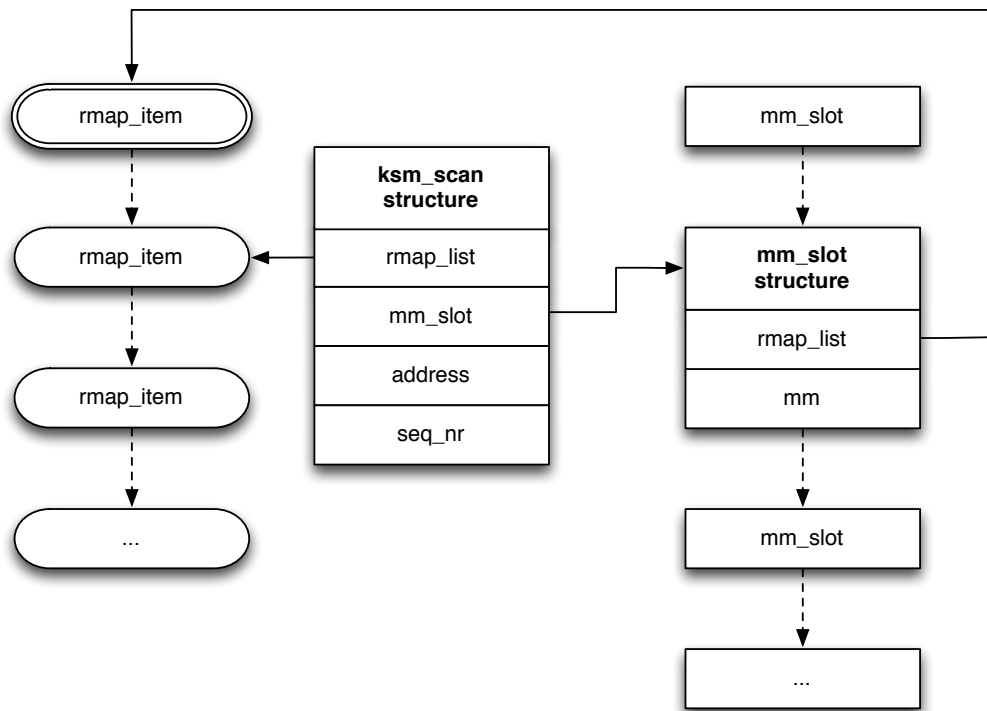 rmap_item
rmap_item
rmap_item
...
ksm_scan
structure
rmap_list
mm_slot
address
seq_nr
mm_slot
mm_slot
structure
rmap_list
mm
mm_slot
...